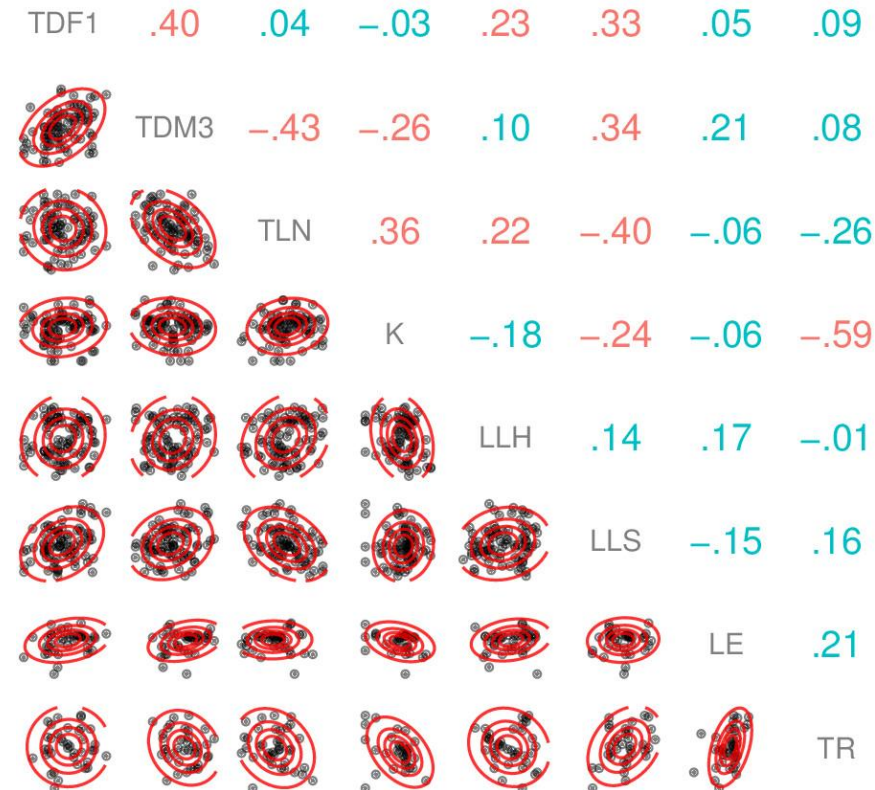 TDF1 .40 .04 −.03 .23 .33 .05 .09
TDM3 −.43 −.26 .10 .34 .21 .08
TLN .36 .22 −.40 −.06 −.26
K −.18 −.24 −.06 −.59
LLH .14 .17 −.01
LLS −.15 .16
LE .21
TR